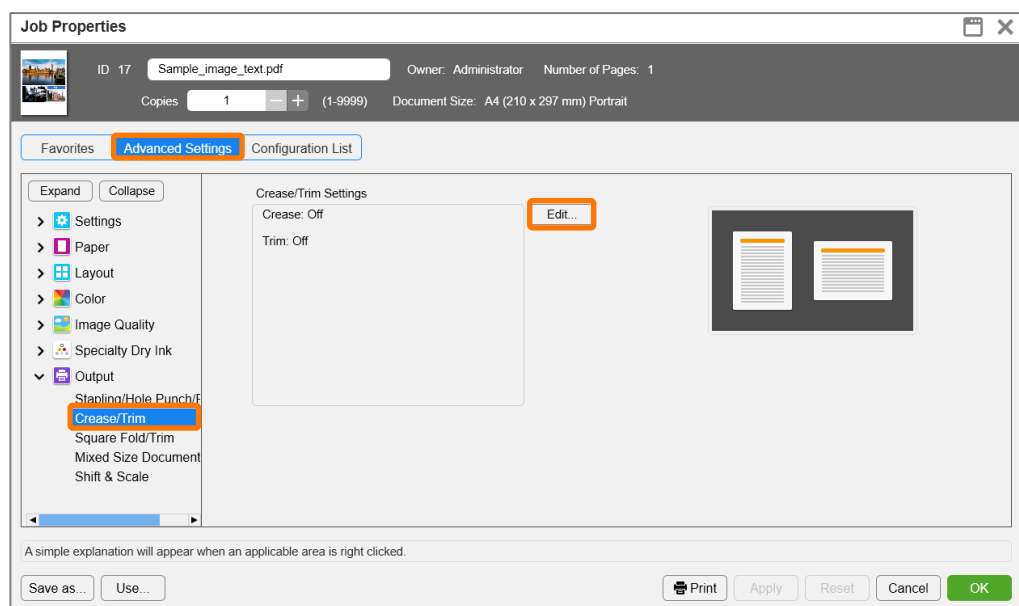 Job Properties
ID 17 Sample_image_text.pdf Owner: Administrator Number of Pages: 1
Copies 1 (1-9999) Document Size: A4 (210 x 297 mm) Portrait
Favorites Advanced Settings Configuration List
Expand Collapse
Settings
Paper
Layout
Color
Image Quality
Specialty Dry Ink
Output
Stapling/Hole Punch/F
Crease/Trim
Square Fold/Trim
Mixed Size Document
Shift & Scale
Crease/Trim Settings
Crease: Off
Trim: Off
Edit...
A simple explanation will appear when an applicable area is right clicked.
Save as... Use... Print Apply Reset Cancel OK